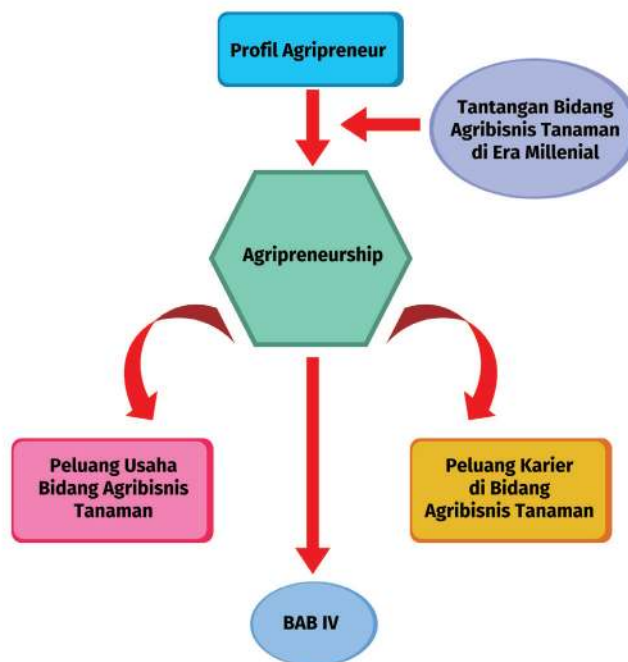 Profil Agripreneur
Tantangan Bidang
Agribisnis Tanaman
di Era Millenial
Agripreneurship
Peluang Usaha
Bidang Agribisnis
Tanaman
Peluang Karier
di Bidang
Agribisnis Tanaman
BAB IV